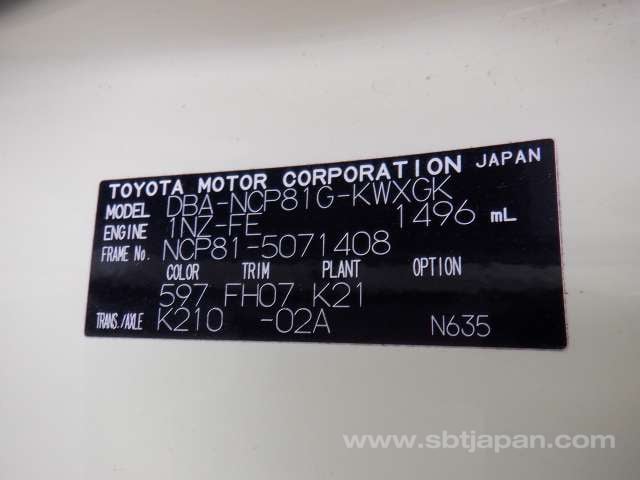 TOYOTA MOTOR CORPORATION JAPAN
MODEL DBA-NCP81G-KWXGK
ENGINE 1NZ-FE 1496 mL
FRAME No. NCP81-5071408
COLOR TRIM PLANT OPTION
597 FH07 K21
TRANS./AXLE K210 -02A N635
www.sbtjapan.com